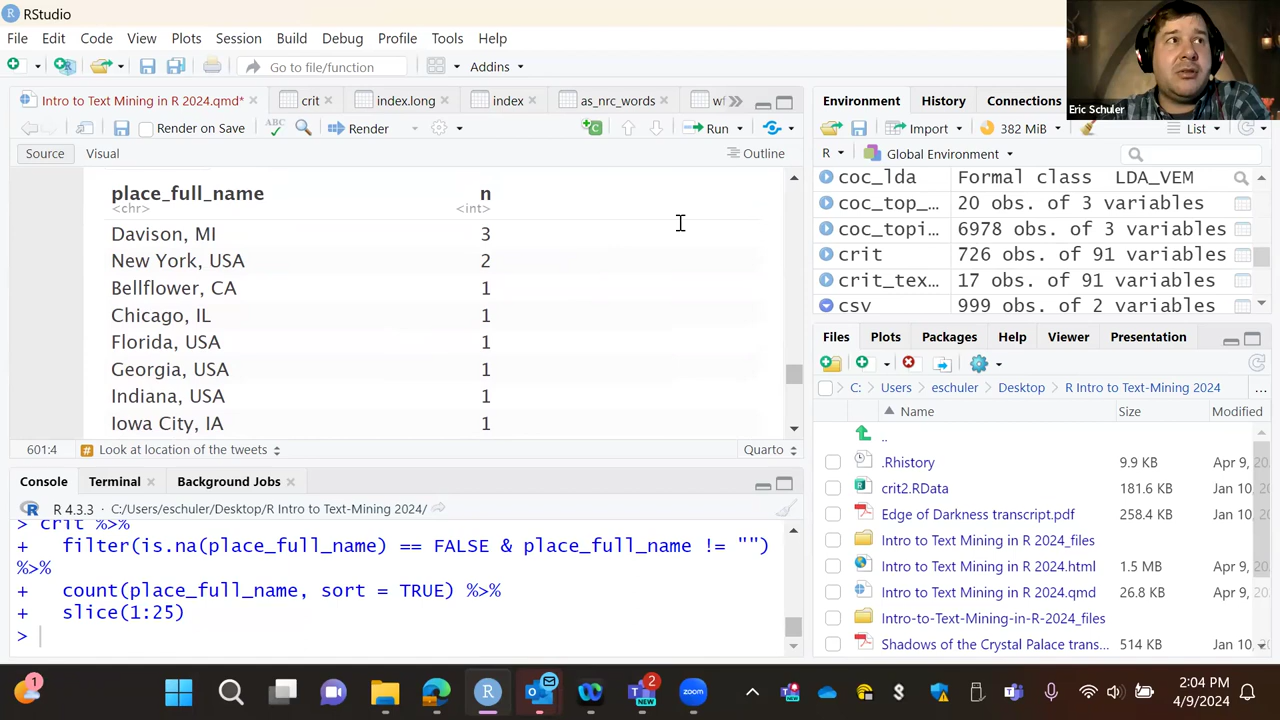 RStudio
File Edit Code View Plots Session Build Debug Profile Tools Help
Go to file/function Addins
Eric Schuler
Intro to Text Mining in R 2024.qmd* crit index.long index as_nrc_words
Render on Save Render Run
Source Visual Outline
place_full_name n
<chr> <int>
Davison, MI 3
New York, USA 2
Bellflower, CA 1
Chicago, IL 1
Florida, USA 1
Georgia, USA 1
Indiana, USA 1
Iowa City, IA 1
601:4 Look at location of the tweets Quarto
Console Terminal Background Jobs
R 4.3.3 · C:/Users/eschuler/Desktop/R Intro to Text-Mining 2024/
> crit %>%
+ filter(is.na(place_full_name) == FALSE & place_full_name != "")
%>%
+ count(place_full_name, sort = TRUE) %>%
+ slice(1:25)
>
Environment History Connections
Import 382 MiB List
R Global Environment
coc_lda Formal class LDA_VEM
coc_top_... 20 obs. of 3 variables
coc_topi... 6978 obs. of 3 variables
crit 726 obs. of 91 variables
crit_tex... 17 obs. of 91 variables
csv 999 obs. of 2 variables
Files Plots Packages Help Viewer Presentation
C: Users eschuler Desktop R Intro to Text-Mining 2024 ...
Name Size Modified
..
.Rhistory 9.9 KB Apr 9, 20
crit2.RData 181.6 KB Jan 10,
Edge of Darkness transcript.pdf 258.4 KB Jan 10,
Intro to Text Mining in R 2024_files
Intro to Text Mining in R 2024.html 1.5 MB Apr 9, 20
Intro to Text Mining in R 2024.qmd 26.8 KB Apr 9, 20
Intro-to-Text-Mining-in-R-2024_files
Shadows of the Crystal Palace trans... 514 KB Jan 10,
1 2 NEW zoom NEW 2:04 PM
4/9/2024